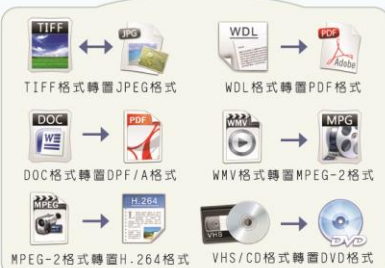 TIFF JPG WDL PDF
Adobe
TIFF格式轉置JPEG格式 WDL格式轉置PDF格式
DOC PDF WMV MPG
W
DOC格式轉置DPF/A格式 WMV格式轉置MPEG-2格式
MPEG H.264
VHS DVD
MPEG-2格式轉置H.264格式 VHS/CD格式轉置DVD格式